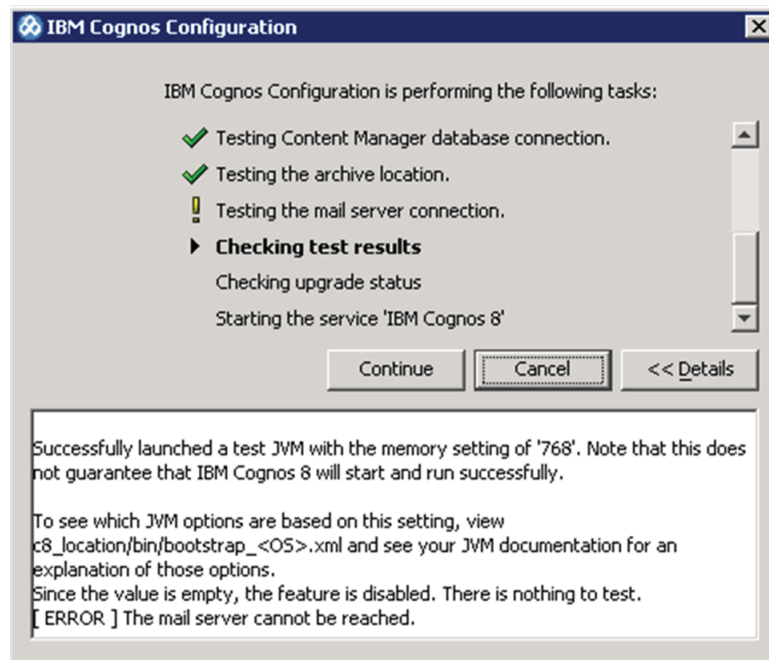 IBM Cognos Configuration
IBM Cognos Configuration is performing the following tasks:
Testing Content Manager database connection.
Testing the archive location.
Testing the mail server connection.
Checking test results
Checking upgrade status
Starting the service 'IBM Cognos 8'
Continue
Cancel
<< Details
Successfully launched a test JVM with the memory setting of '768'. Note that this does
not guarantee that IBM Cognos 8 will start and run successfully.
To see which JVM options are based on this setting, view
c8_location/bin/bootstrap_<OS>.xml and see your JVM documentation for an
explanation of those options.
Since the value is empty, the feature is disabled. There is nothing to test.
[ ERROR ] The mail server cannot be reached.